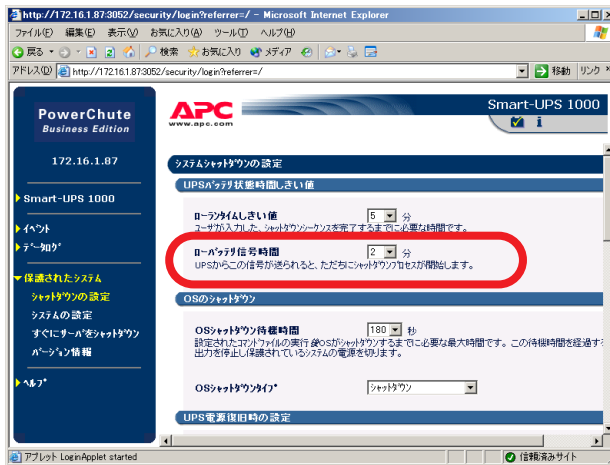 http://172.16.1.87:3052/security/login?referrer=/ - Microsoft Internet Explorer
ファイル(F) 編集(E) 表示(V) お気に入り(A) ツール(T) ヘルプ(H)
戻る 検索 お気に入り メディア
アドレス(D) http://172.16.1.87:3052/security/login?referrer=/ 移動 リンク
PowerChute
Business Edition
APC
www.apc.com
Smart-UPS 1000
172.16.1.87
Smart-UPS 1000
イベント
データログ
保護されたシステム
シャットダウンの設定
システムの設定
すぐにサーバをシャットダウン
バージョン情報
ヘルプ
システムシャットダウンの設定
UPSバッテリ状態時間しきい値
ローランタイムしきい値 5 分
ユーザが入力した、シャットダウンシーケンスを完了するまでに必要な時間です。
ローバッテリ信号時間 2 分
UPSからこの信号が送られると、ただちにシャットダウンプロセスが開始します。
OSのシャットダウン
OSシャットダウン待機時間 180 秒
設定されたコマンドファイルの実行後OSがシャットダウンするまでに必要な最大時間です。この待機時間を経過す
出力を停止し保護されているシステムの電源を切ります。
OSシャットダウンタイプ シャットダウン
UPS電源復旧時の設定
アプレット LoginApplet started 信頼済みサイト